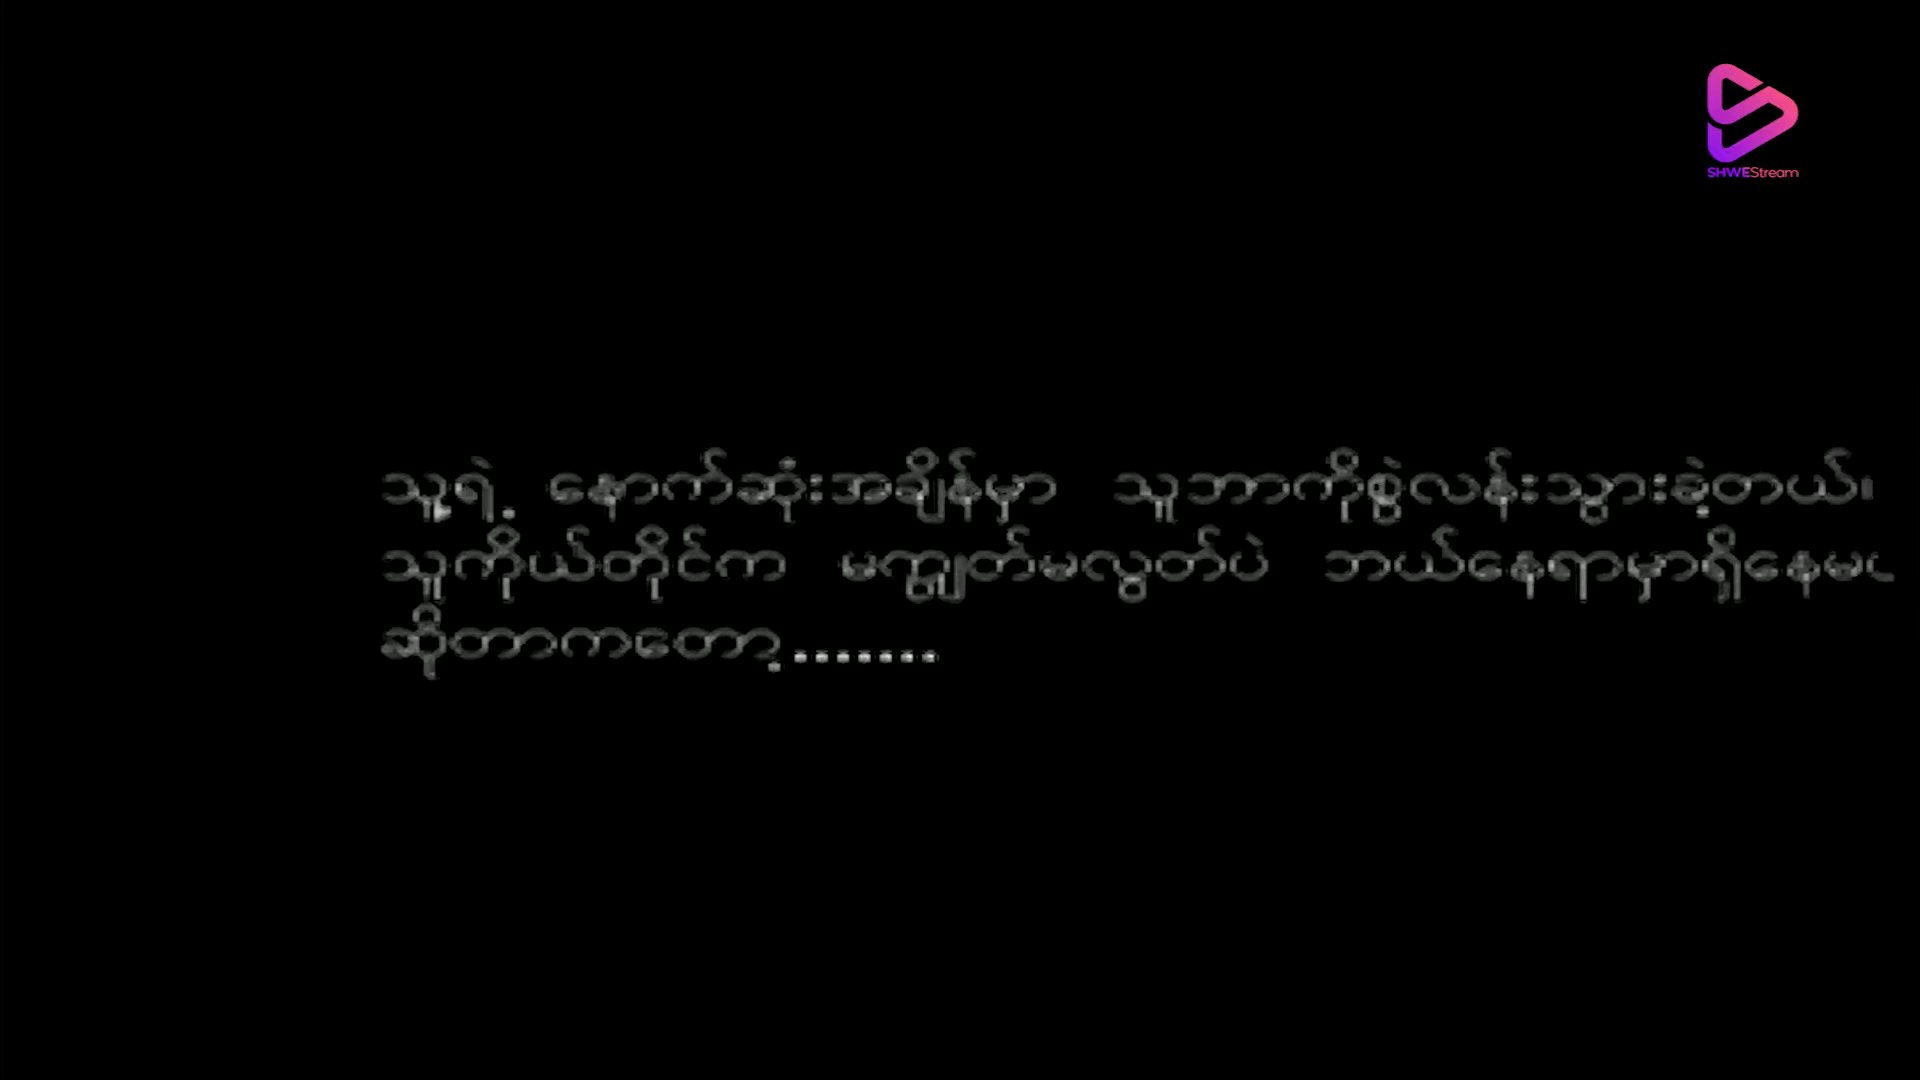 SHWEStream
သူ့ရဲ့ နောက်ဆုံးအချိန်မှာ သူဘာကိုစွဲလန်းသွားခဲ့တယ်၊
သူကိုယ်တိုင်က မကျွတ်မလွတ်ပဲ ဘယ်နေရာမှာရှိနေမ
ဆိုတာကတော့.......